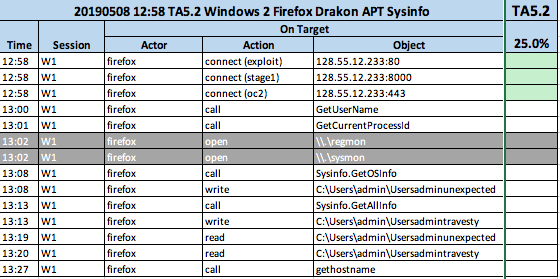 20190508 12:58 TA5.2 Windows 2 Firefox Drakon APT Sysinfo TA5.2
On Target
Time Session Actor Action Object 25.0%
12:58 W1 firefox connect (exploit) 128.55.12.233:80
12:58 W1 firefox connect (stage1) 128.55.12.233:8000
12:58 W1 firefox connect (oc2) 128.55.12.233:443
13:00 W1 firefox call GetUserName
13:01 W1 firefox call GetCurrentProcessId
13:02 W1 firefox open \\.\regmon
13:02 W1 firefox open \\.\sysmon
13:08 W1 firefox call Sysinfo.GetOSInfo
13:08 W1 firefox write C:\Users\admin\Usersadminunexpected
13:13 W1 firefox call Sysinfo.GetAllInfo
13:13 W1 firefox write C:\Users\admin\Usersadmintravesty
13:19 W1 firefox read C:\Users\admin\Usersadminunexpected
13:20 W1 firefox read C:\Users\admin\Usersadmintravesty
13:27 W1 firefox call gethostname